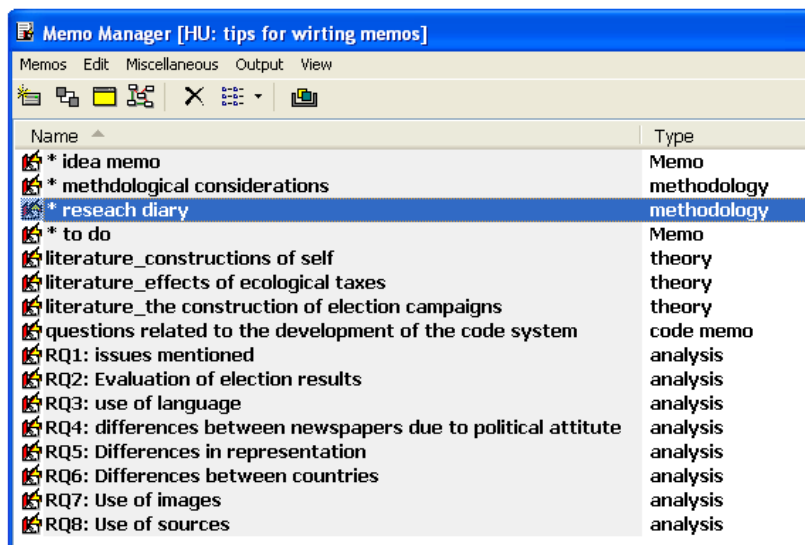 Memo Manager [HU: tips for wirting memos]
Memos Edit Miscellaneous Output View
Name Type
* idea memo Memo
* methdological considerations methodology
* reseach diary methodology
* to do Memo
literature_constructions of self theory
literature_effects of ecological taxes theory
literature_the construction of election campaigns theory
questions related to the development of the code system code memo
RQ1: issues mentioned analysis
RQ2: Evaluation of election results analysis
RQ3: use of language analysis
RQ4: differences between newspapers due to political attitute analysis
RQ5: Differences in representation analysis
RQ6: Differences between countries analysis
RQ7: Use of images analysis
RQ8: Use of sources analysis